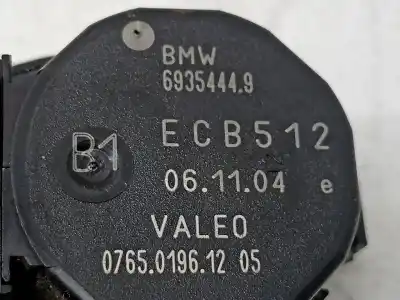 BMW
6935444.9
B1
ECB512
06.11.04 e
VALEO
0765.0196.12 05